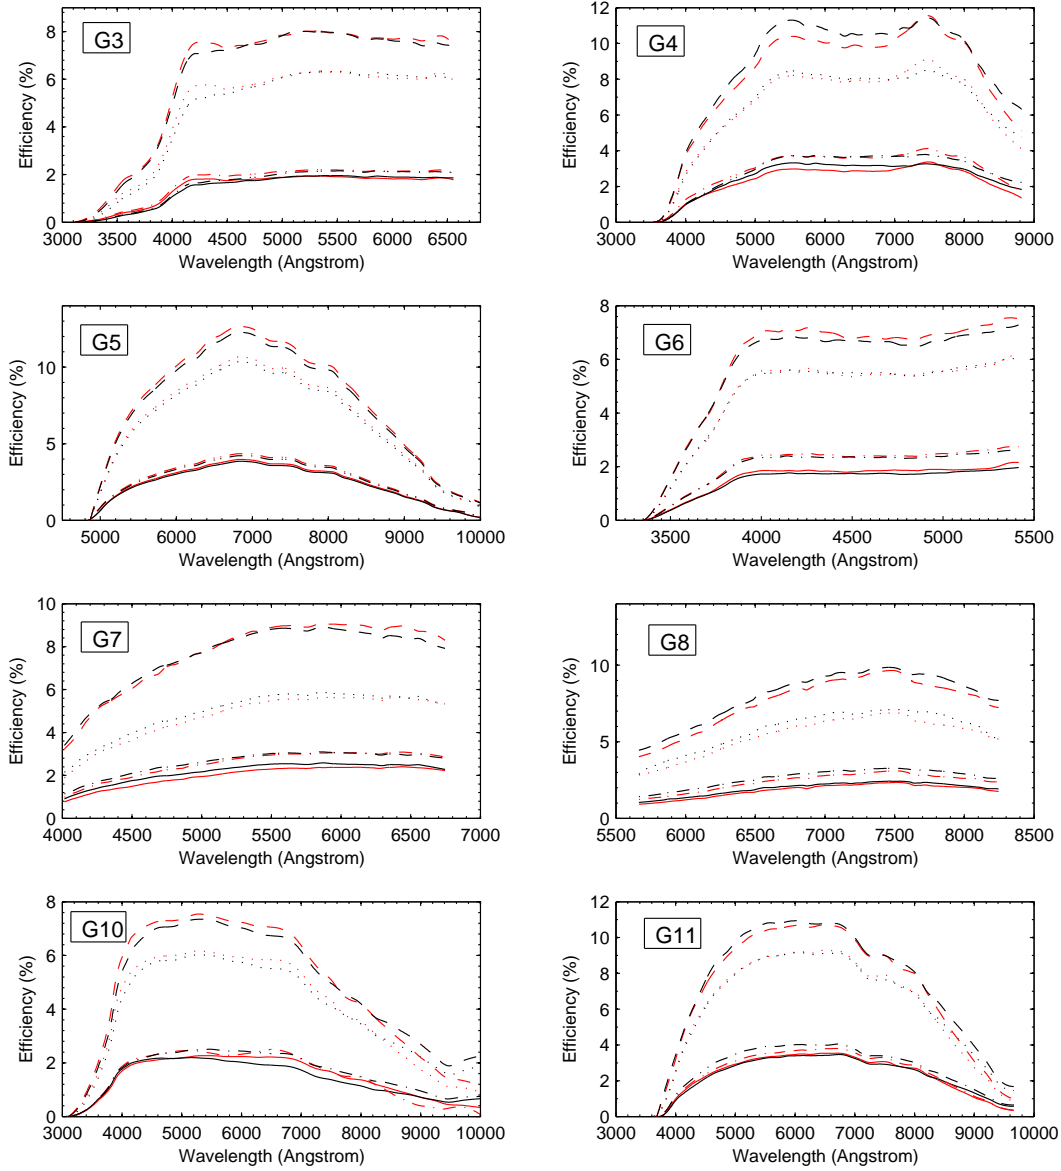 G3
Efficiency (%)
0 2 4 6 8
3000 3500 4000 4500 5000 5500 6000 6500
Wavelength (Angstrom)
G4
Efficiency (%)
0 2 4 6 8 10 12
3000 4000 5000 6000 7000 8000 9000
Wavelength (Angstrom)
G5
Efficiency (%)
0 5 10
5000 6000 7000 8000 9000 10000
Wavelength (Angstrom)
G6
Efficiency (%)
0 2 4 6 8
3500 4000 4500 5000 5500
Wavelength (Angstrom)
G7
Efficiency (%)
0 2 4 6 8 10
4000 4500 5000 5500 6000 6500 7000
Wavelength (Angstrom)
G8
Efficiency (%)
0 5 10
5500 6000 6500 7000 7500 8000 8500
Wavelength (Angstrom)
G10
Efficiency (%)
0 2 4 6 8
3000 4000 5000 6000 7000 8000 9000 10000
Wavelength (Angstrom)
G11
Efficiency (%)
0 2 4 6 8 10 12
3000 4000 5000 6000 7000 8000 9000 10000
Wavelength (Angstrom)